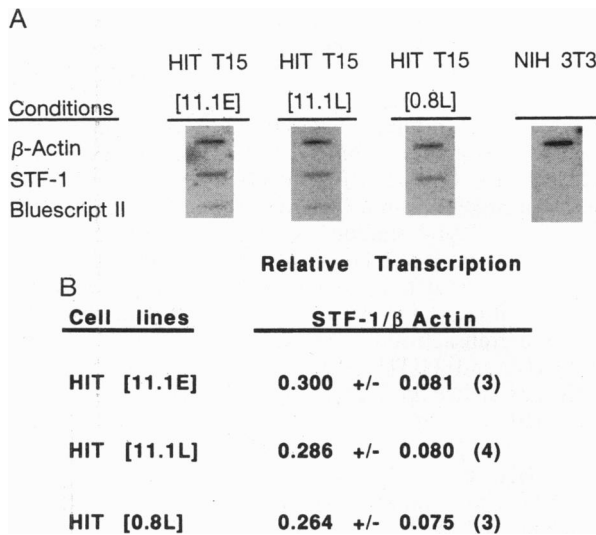 A
HIT T15 HIT T15 HIT T15 NIH 3T3
Conditions [11.1E] [11.1L] [0.8L]
β-Actin
STF-1
Bluescript II
Relative Transcription
B
Cell lines STF-1/β Actin
HIT [11.1E] 0.300 +/- 0.081 (3)
HIT [11.1L] 0.286 +/- 0.080 (4)
HIT [0.8L] 0.264 +/- 0.075 (3)